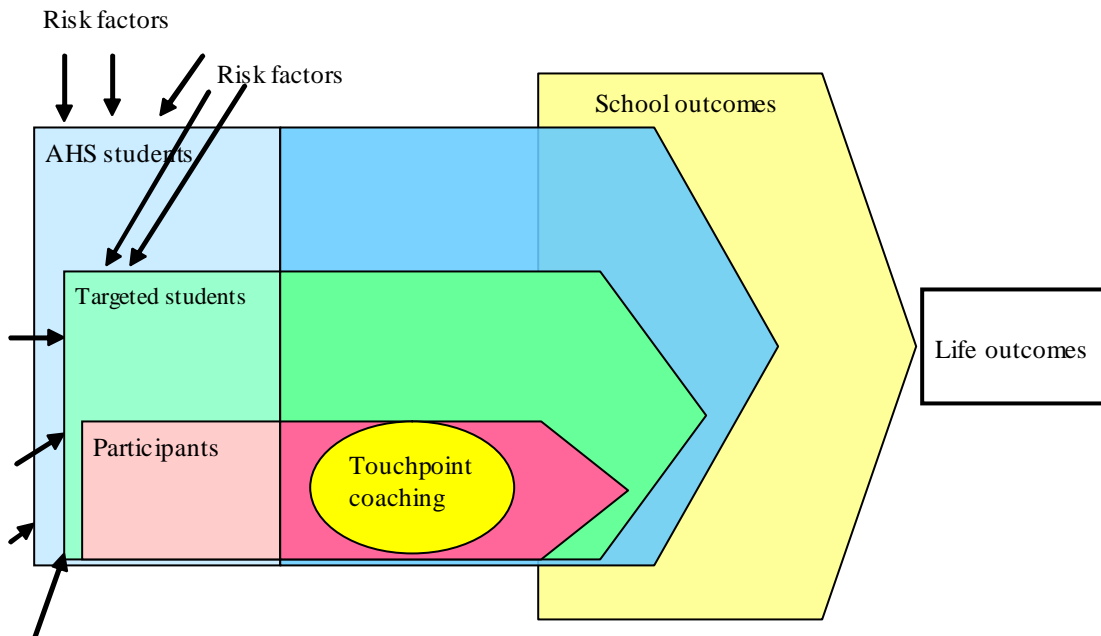 Risk factors
Risk factors
School outcomes
AHS students
Targeted students
Life outcomes
Participants
Touchpoint
coaching